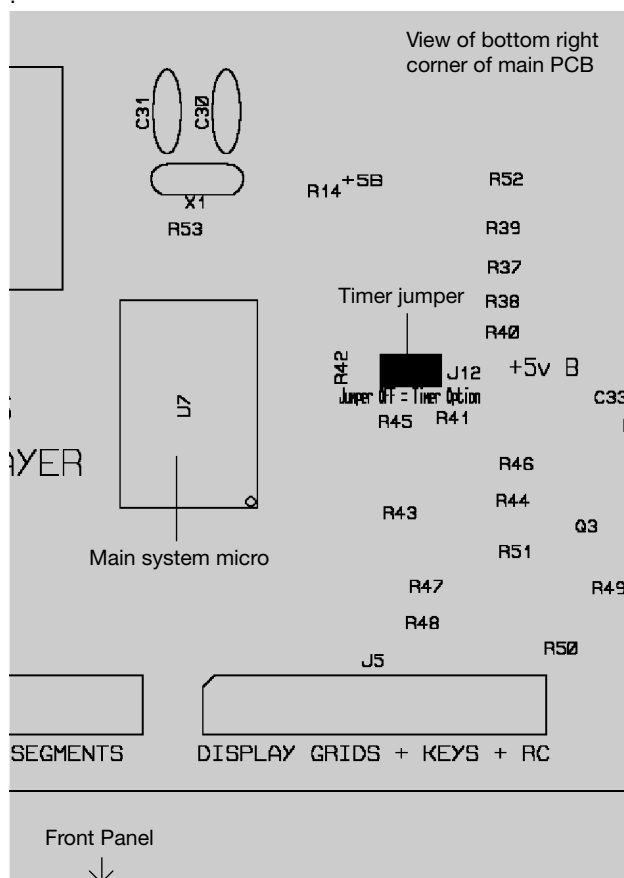 View of bottom right
corner of main PCB
C31
C30
X1
R53
R14
+5B
R52
R39
R37
Timer jumper
R38
R40
R42
J12
+5v B
Jumper OFF = Timer Option
C33
R45
R41
U7
AYER
R46
R44
R43
Q3
Main system micro
R51
R47
R49
R48
R50
J5
SEGMENTS
DISPLAY GRIDS + KEYS + RC
Front Panel